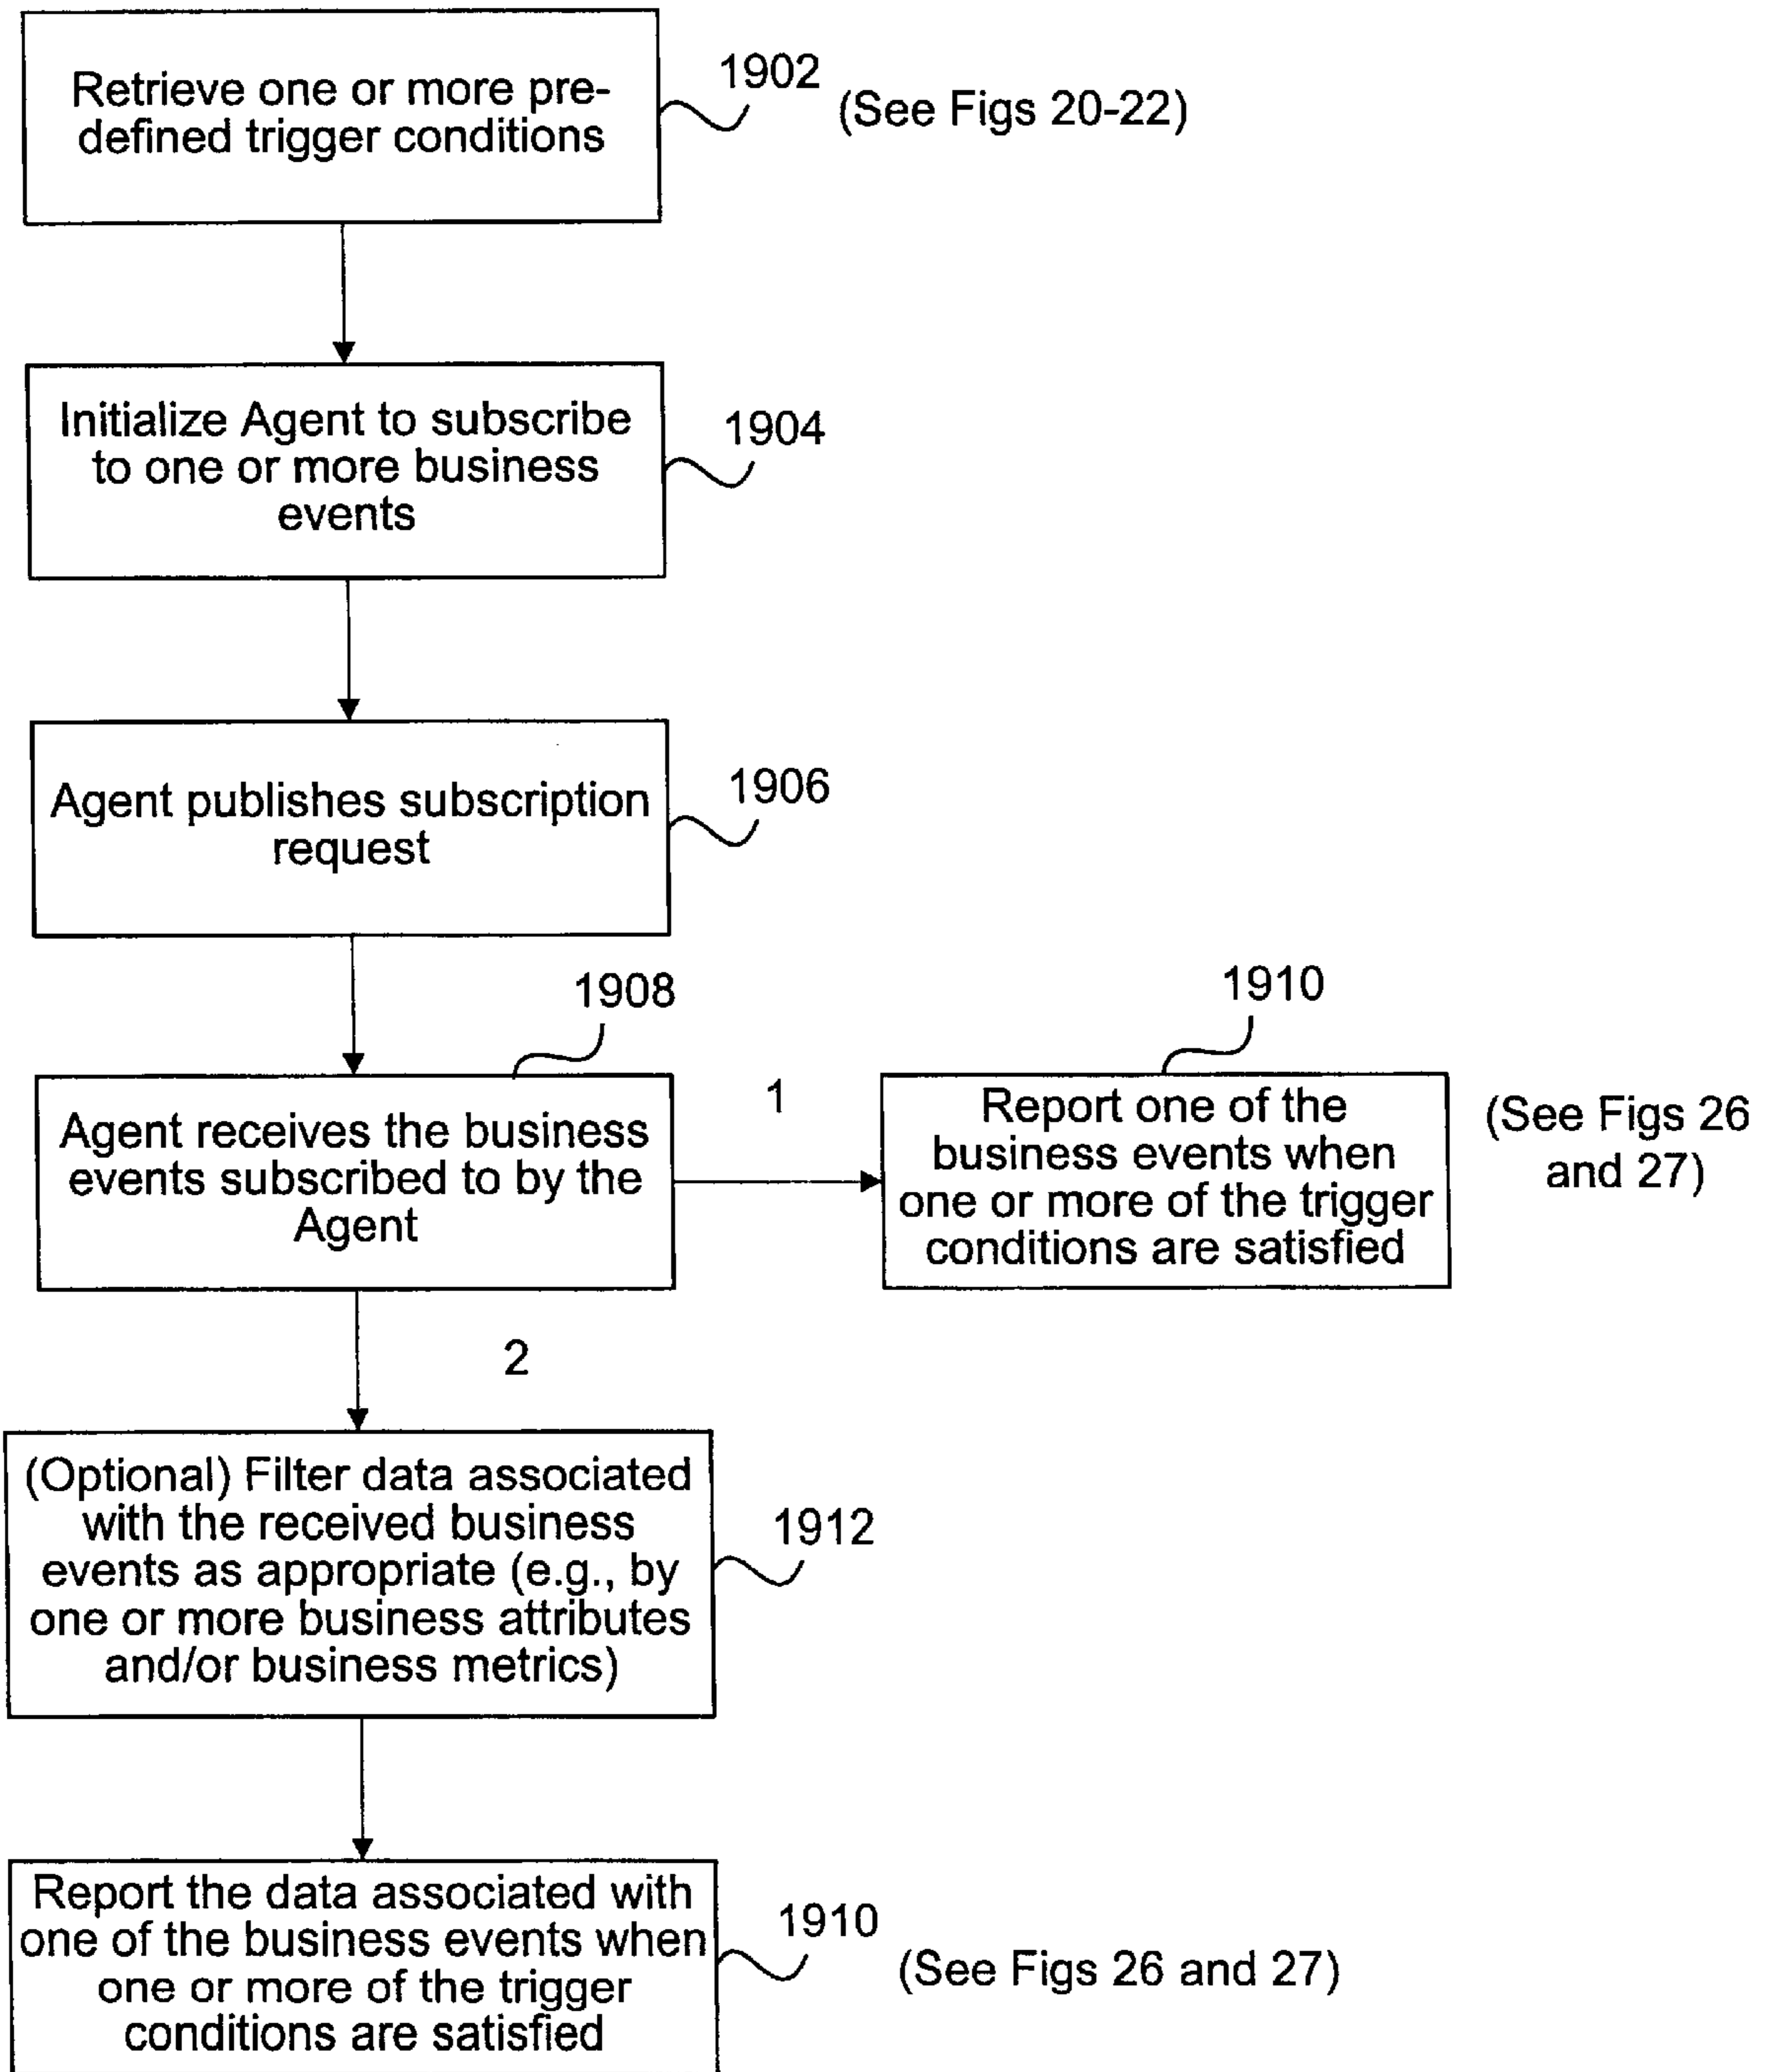 Retrieve one or more pre-
defined trigger conditions
1902
(See Figs 20-22)
Initialize Agent to subscribe
to one or more business
events
1904
Agent publishes subscription
request
1906
1908
Agent receives the business
events subscribed to by the
Agent
1
1910
Report one of the
business events when
one or more of the trigger
conditions are satisfied
(See Figs 26
and 27)
2
(Optional) Filter data associated
with the received business
events as appropriate (e.g., by
one or more business attributes
and/or business metrics)
1912
Report the data associated with
one of the business events when
one or more of the trigger
conditions are satisfied
1910
(See Figs 26 and 27)